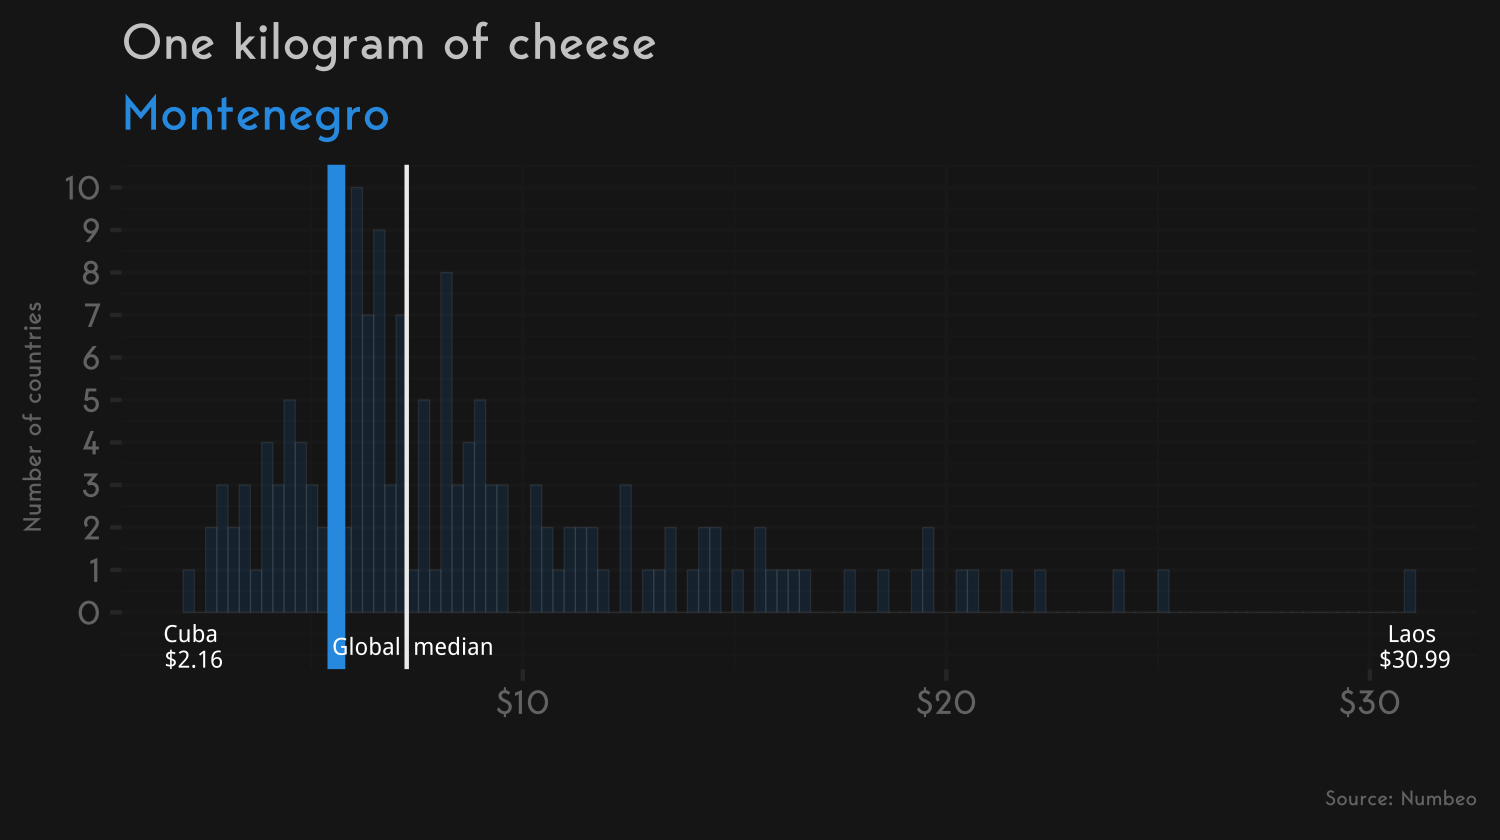 One kilogram of cheese
Montenegro
Number of countries
10
9
8
7
6
5
4
3
2
1
0
Cuba
$2.16
Global median
Laos
$30.99
$10
$20
$30
Source: Numbeo